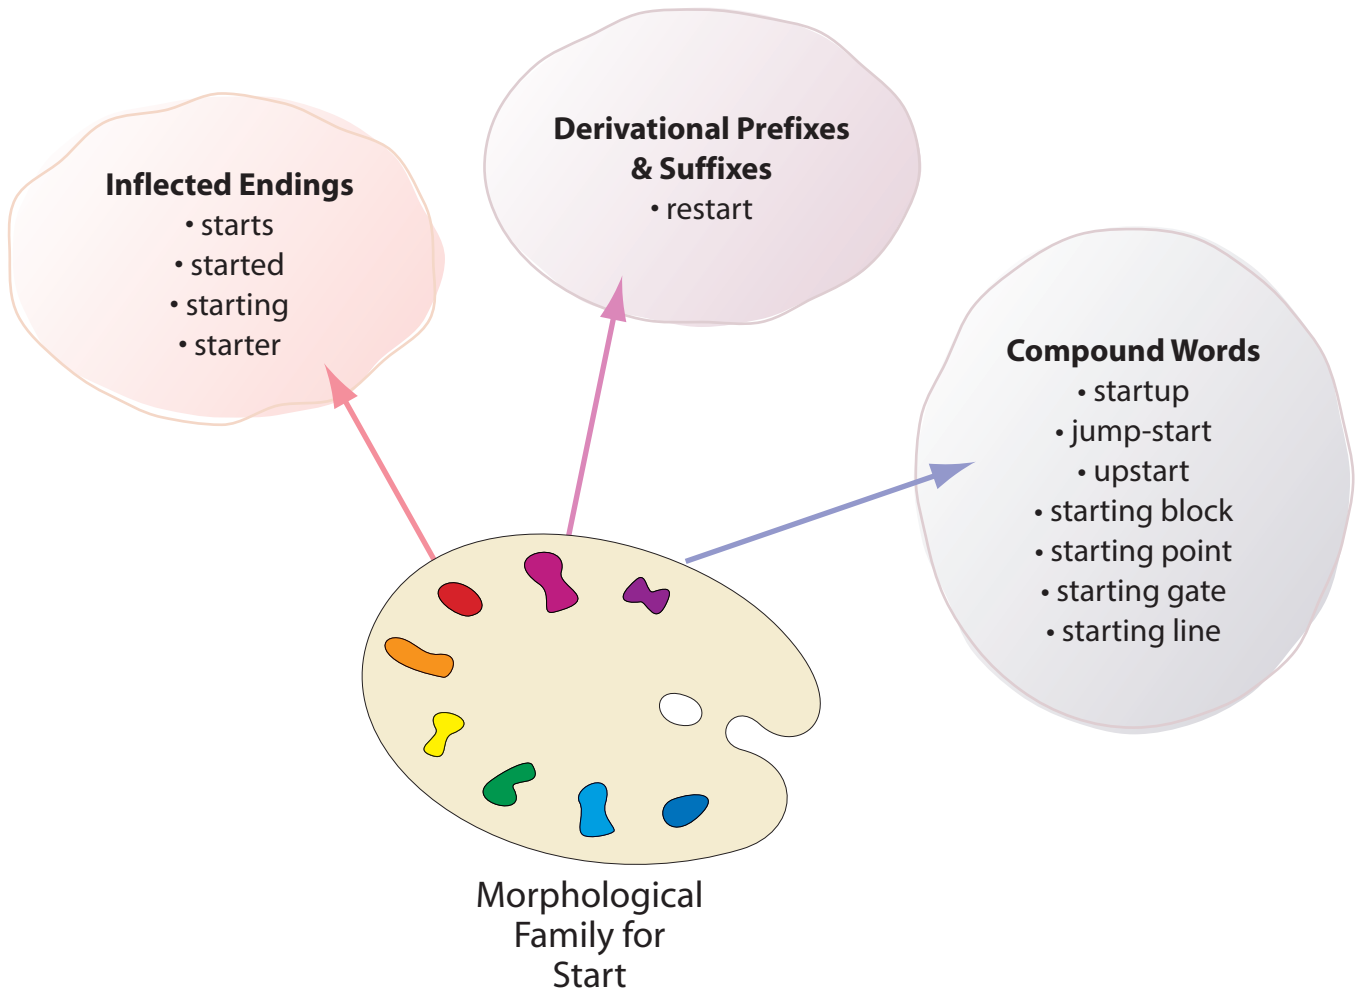 Inflected Endings
• starts
• started
• starting
• starter
Derivational Prefixes
& Suffixes
• restart
Compound Words
• startup
• jump-start
• upstart
• starting block
• starting point
• starting gate
• starting line
Morphological
Family for
Start